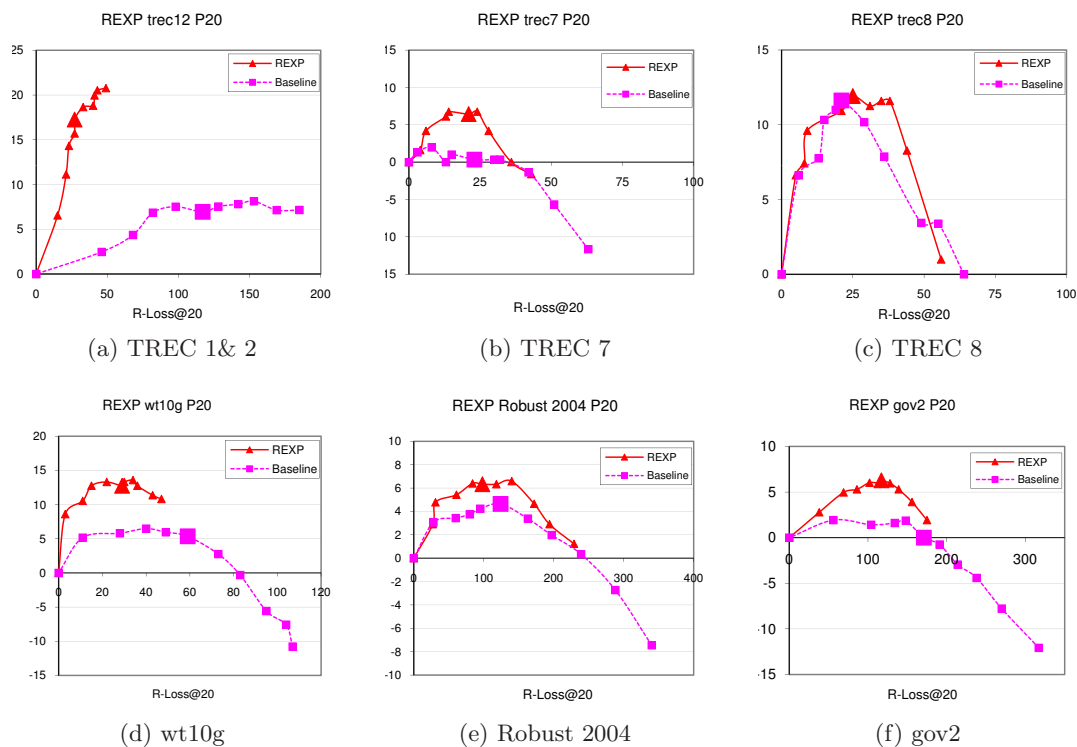 REXP trec12 P20
25
20
15
10
5
0
0 50 100 150 200
R-Loss@20
REXP
Baseline
(a) TREC 1& 2
REXP trec7 P20
15
10
5
0
-5
10
15
0 25 50 75 100
R-Loss@20
REXP
Baseline
(b) TREC 7
REXP trec8 P20
15
10
5
0
0 25 50 75 100
R-Loss@20
REXP
Baseline
(c) TREC 8
REXP wt10g P20
20
15
10
5
0
-5
-10
-15
0 20 40 60 80 100 120
R-Loss@20
REXP
Baseline
(d) wt10g
REXP Robust 2004 P20
10
8
6
4
2
0
-2
-4
-6
-8
-10
0 100 200 300 400
R-Loss@20
REXP
Baseline
(e) Robust 2004
REXP gov2 P20
10
5
0
-5
-10
-15
0 100 200 300
R-Loss@20
REXP
Baseline
(f) gov2